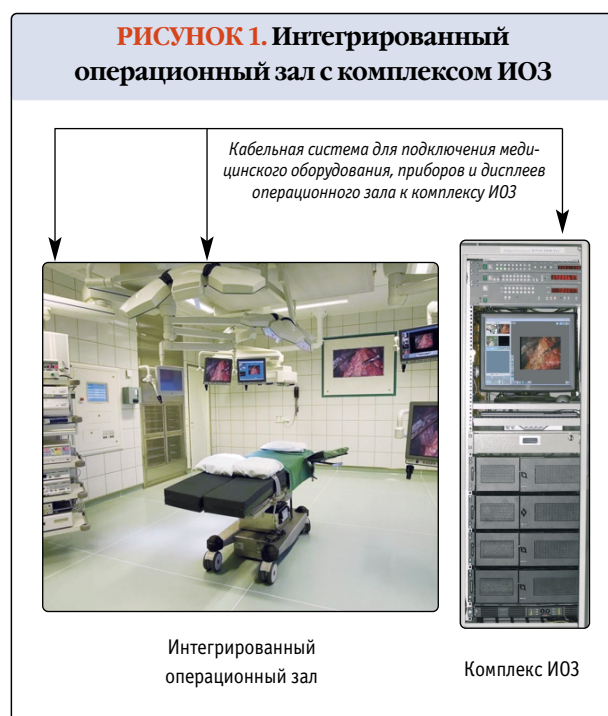 РИСУНОК 1. Интегрированный
операционный зал с комплексом ИОЗ
Кабельная система для подключения меди-
цинского оборудования, приборов и дисплеев
операционного зала к комплексу ИОЗ
Интегрированный
операционный зал
Комплекс ИОЗ